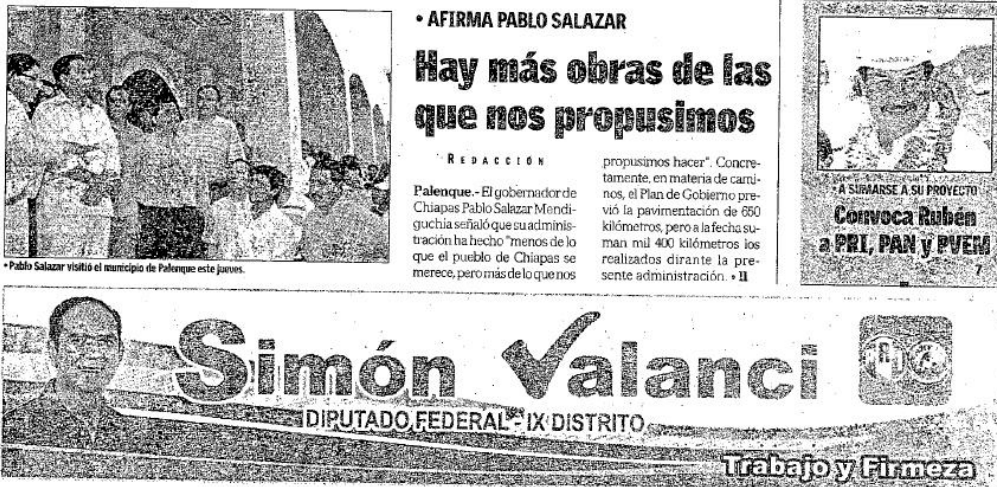 • AFIRMA PABLO SALAZAR
Hay más obras de las
que nos propusimos
REDACCIÓN
Palenque.- El gobernador de
Chiapas Pablo Salazar Mendi-
guchía señaló que su adminis-
tración ha hecho "menos de lo
que el pueblo de Chiapas se
merece, pero más de lo que nos
propusimos hacer". Concre-
tamente, en materia de cami-
nos, el Plan de Gobierno pre-
vió la pavimentación de 650
kilómetros, pero a la fecha su-
man mil 400 kilómetros los
realizados dirante la pre-
sente administración. • 11
• Pablo Salazar visitió el municipio de Palenque este jueves.
• A SUMARSE A SU PROYECTO
Convoca Rubén
a PRI, PAN y PVEM
7
Simón Valanci
DIPUTADO FEDERAL - IX DISTRITO
PRI
Trabajo y Firmeza